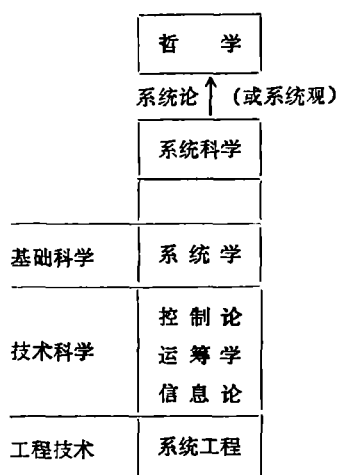 哲 学
系统论 (或系统观)
系统科学
基础科学 系统学
控制论
技术科学 运筹学
信息论
工程技术 系统工程